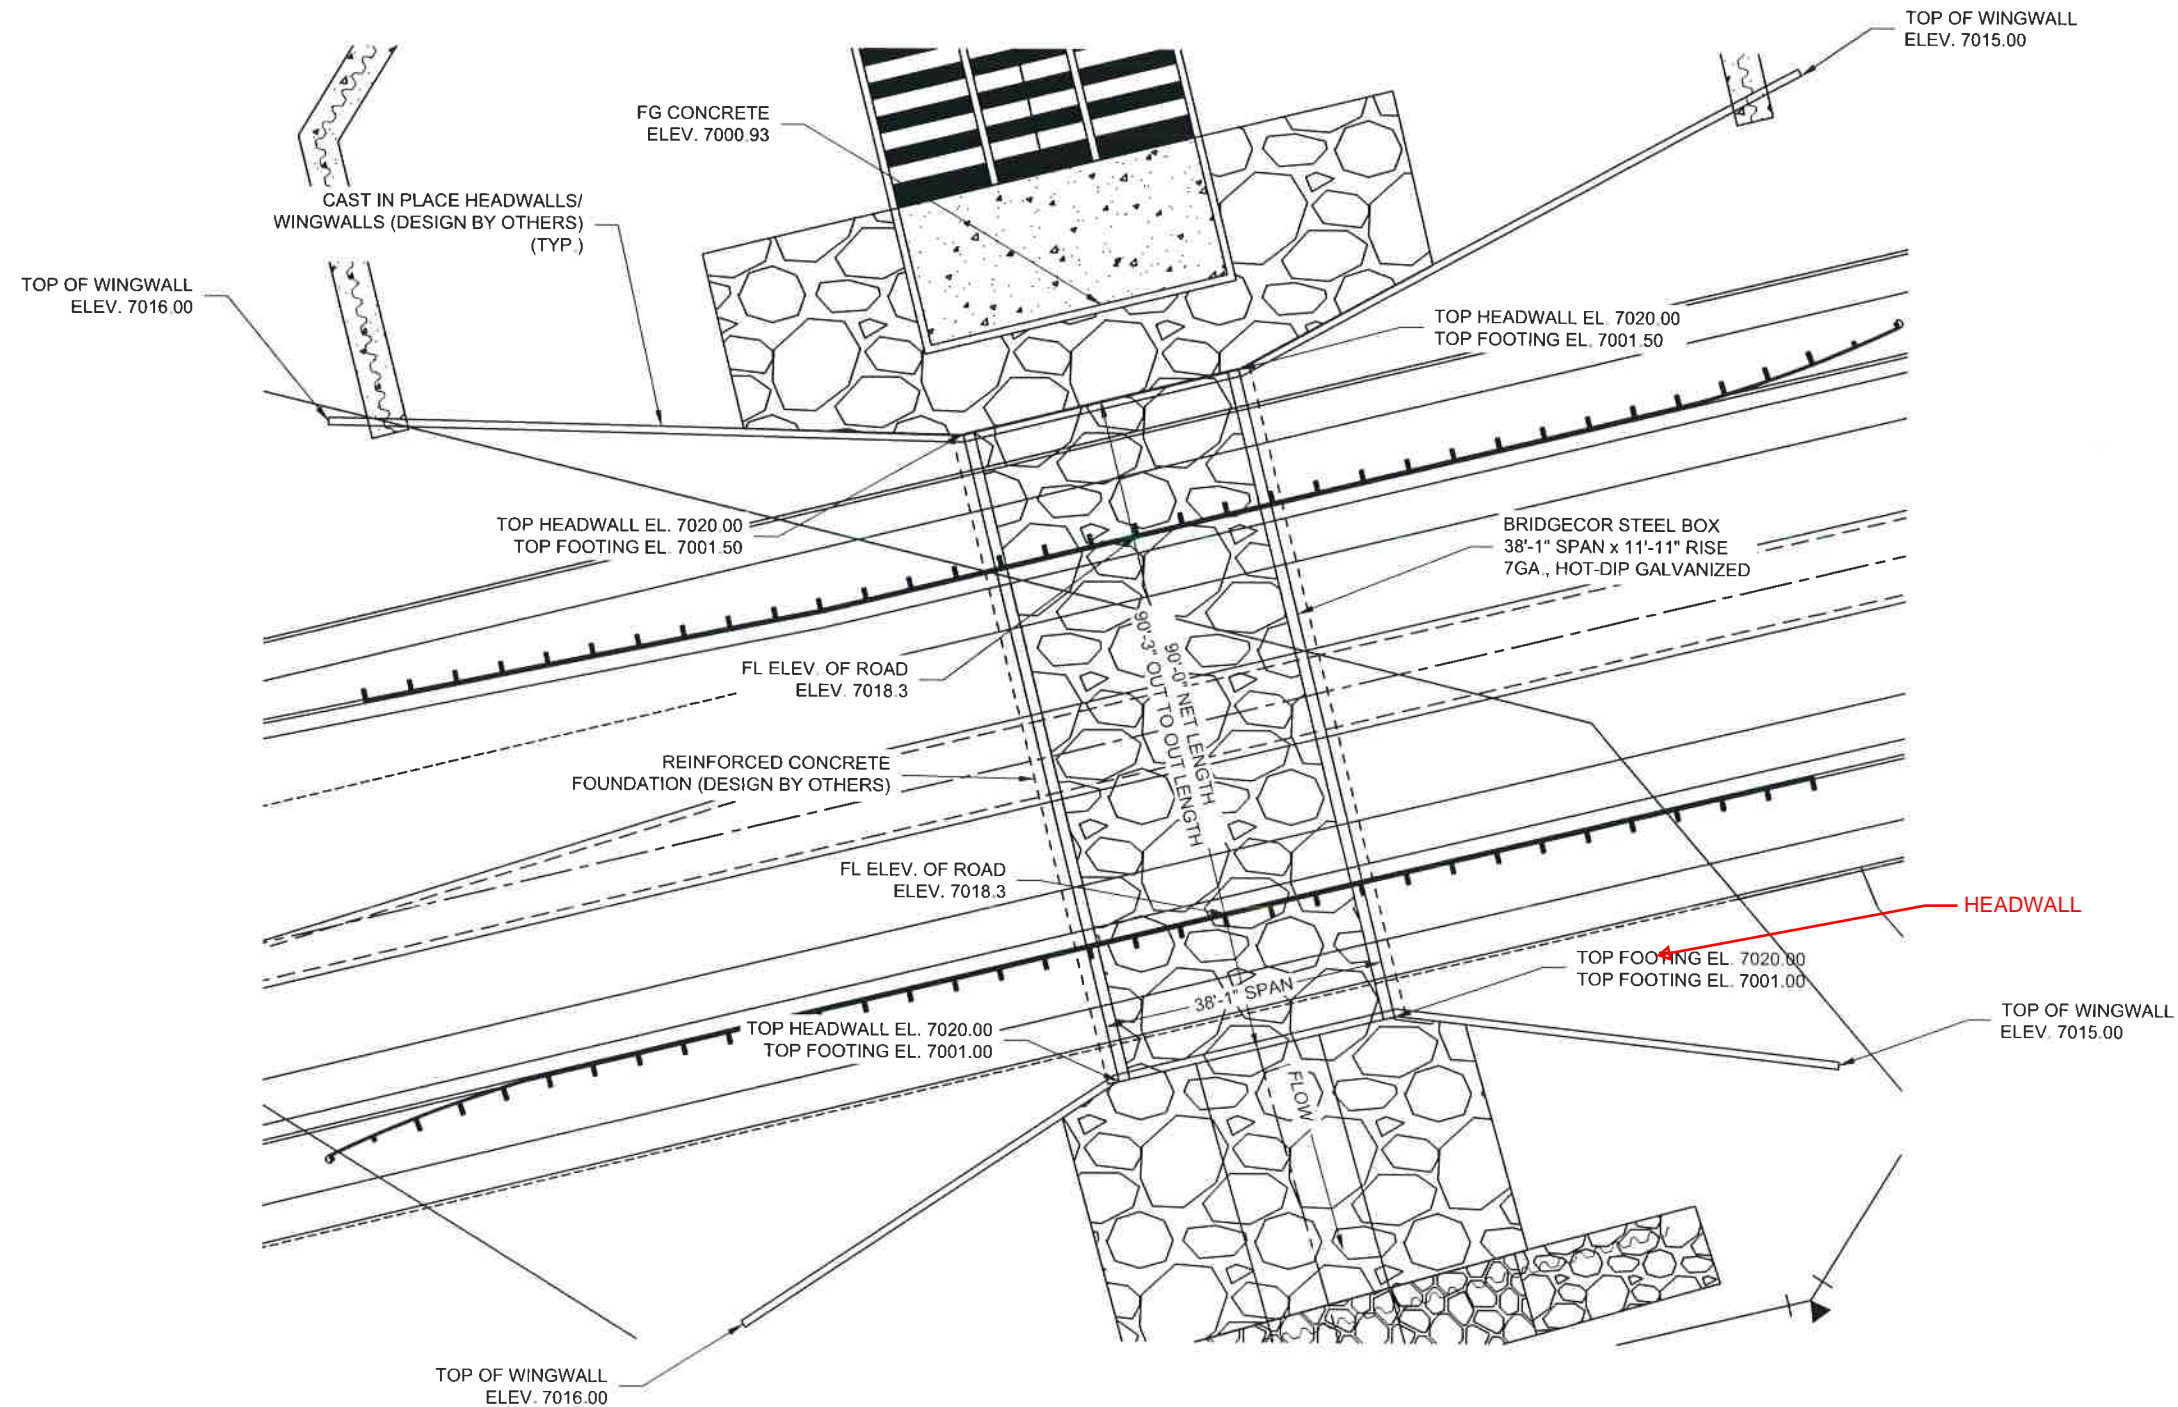 TOP OF WINGWALL
ELEV. 7015.00
FG CONCRETE
ELEV. 7000.93
CAST IN PLACE HEADWALLS/
WINGWALLS (DESIGN BY OTHERS)
(TYP.)
TOP OF WINGWALL
ELEV. 7016.00
TOP HEADWALL EL. 7020.00
TOP FOOTING EL. 7001.50
TOP HEADWALL EL. 7020.00
TOP FOOTING EL. 7001.50
BRIDGECOR STEEL BOX
38'-1" SPAN x 11'-11" RISE
7GA., HOT-DIP GALVANIZED
90'-0" NET LENGTH
90'-3" OUT TO OUT LENGTH
FL ELEV. OF ROAD
ELEV. 7018.3
REINFORCED CONCRETE
FOUNDATION (DESIGN BY OTHERS)
FL ELEV. OF ROAD
ELEV. 7018.3
HEADWALL
TOP FOOTING EL. 7020.00
TOP FOOTING EL. 7001.00
38'-1" SPAN
TOP HEADWALL EL. 7020.00
TOP FOOTING EL. 7001.00
TOP OF WINGWALL
ELEV. 7015.00
FLOW
TOP OF WINGWALL
ELEV. 7016.00